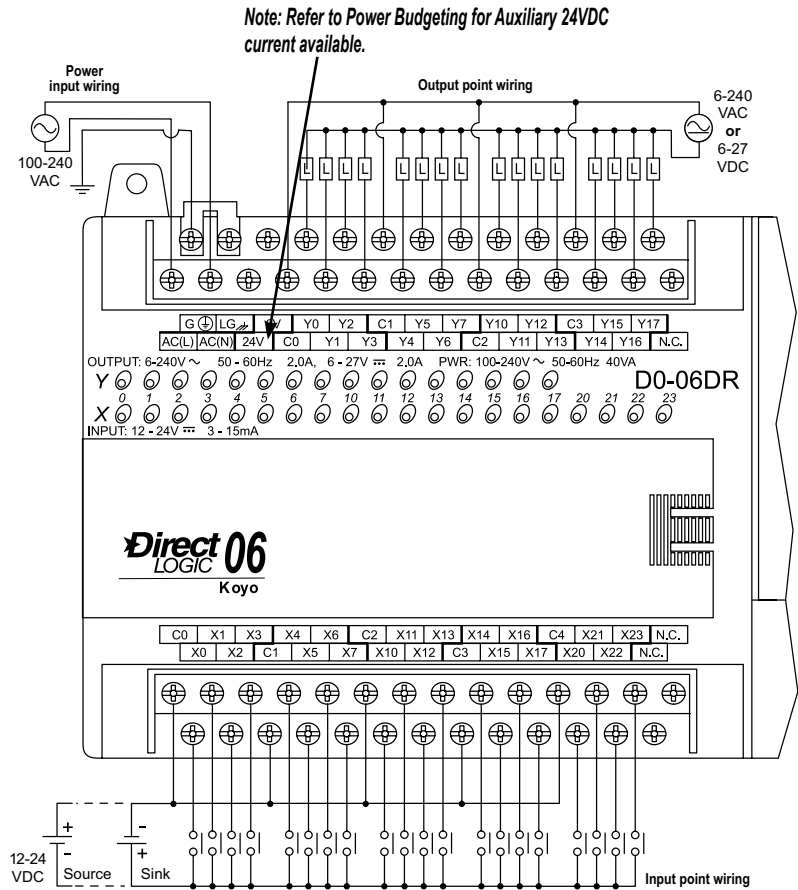 Note: Refer to Power Budgeting for Auxiliary 24VDC
current available.
Power
input wiring
Output point wiring
100-240
VAC
6-240
VAC
or
6-27
VDC
L L L L L L L L L L L L L L L L
G LG 0V Y0 Y2 C1 Y5 Y7 Y10 Y12 C3 Y15 Y17
AC(L) AC(N) 24V C0 Y1 Y3 Y4 Y6 C2 Y11 Y13 Y14 Y16 N.C.
OUTPUT: 6-240V ~ 50 - 60Hz 2.0A, 6 - 27V ⎓ 2.0A PWR: 100-240V ~ 50-60Hz 40VA
Y
D0-06DR
0 1 2 3 4 5 6 7 10 11 12 13 14 15 16 17 20 21 22 23
X
INPUT: 12 - 24V ⎓ 3 - 15mA
Direct 06
LOGIC
Koyo
C0 X1 X3 X4 X6 C2 X11 X13 X14 X16 C4 X21 X23 N.C.
X0 X2 C1 X5 X7 X10 X12 C3 X15 X17 X20 X22 N.C.
+ -
- +
12-24
VDC
Source
Sink
Input point wiring